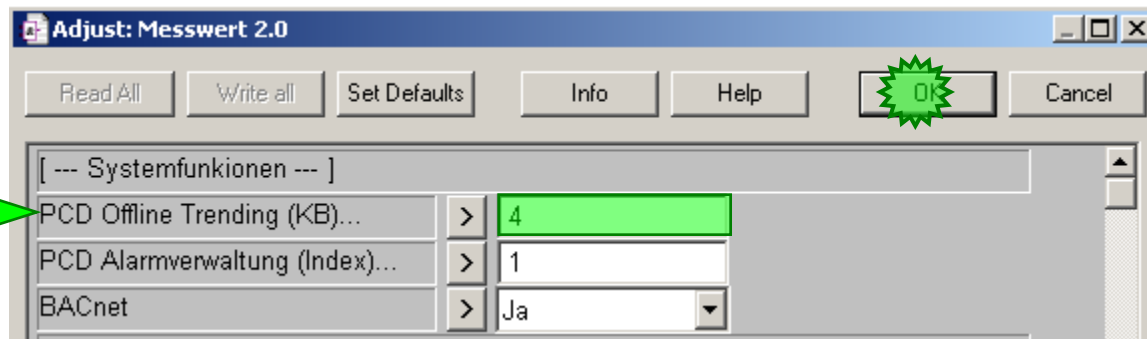 Adjust: Messwert 2.0
Read All Write all Set Defaults Info Help OK Cancel
[ --- Systemfunkionen --- ]
PCD Offline Trending (KB)... > 4
PCD Alarmverwaltung (Index)... > 1
BACnet > Ja